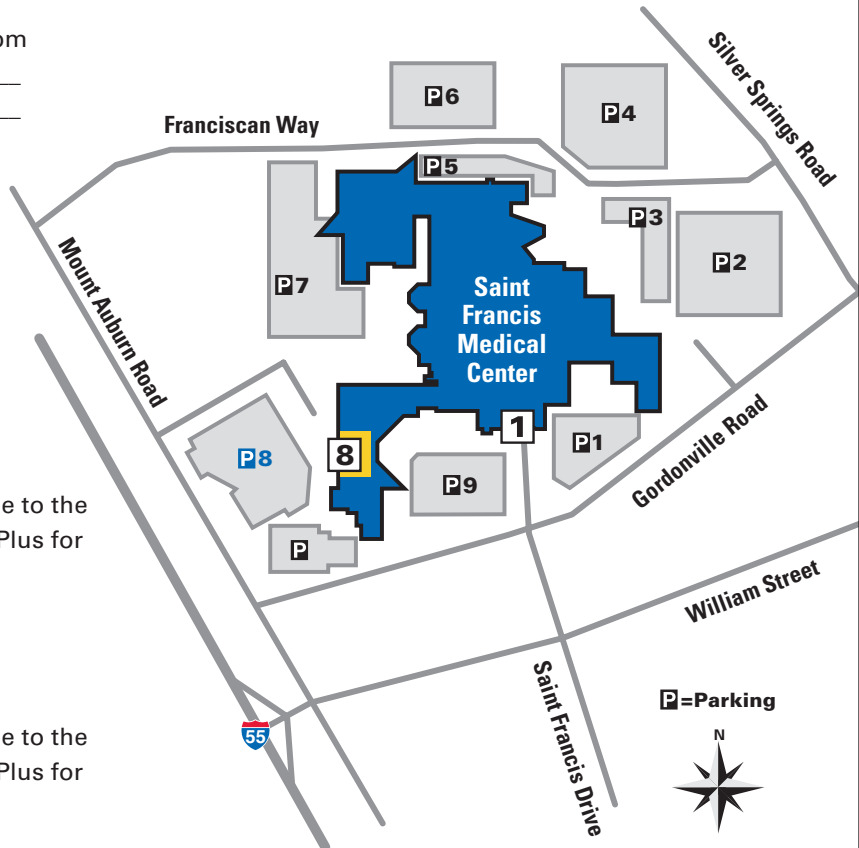 om
__
__
Franciscan Way
Silver Springs Road
P6
P4
P5
P3
P2
P7
Mount Auburn Road
Saint
Francis
Medical
Center
1
P1
Gordonville Road
8
P8
P9
e to the
Plus for
P
William Street
Saint Francis Drive
P=Parking
N
e to the
Plus for
55